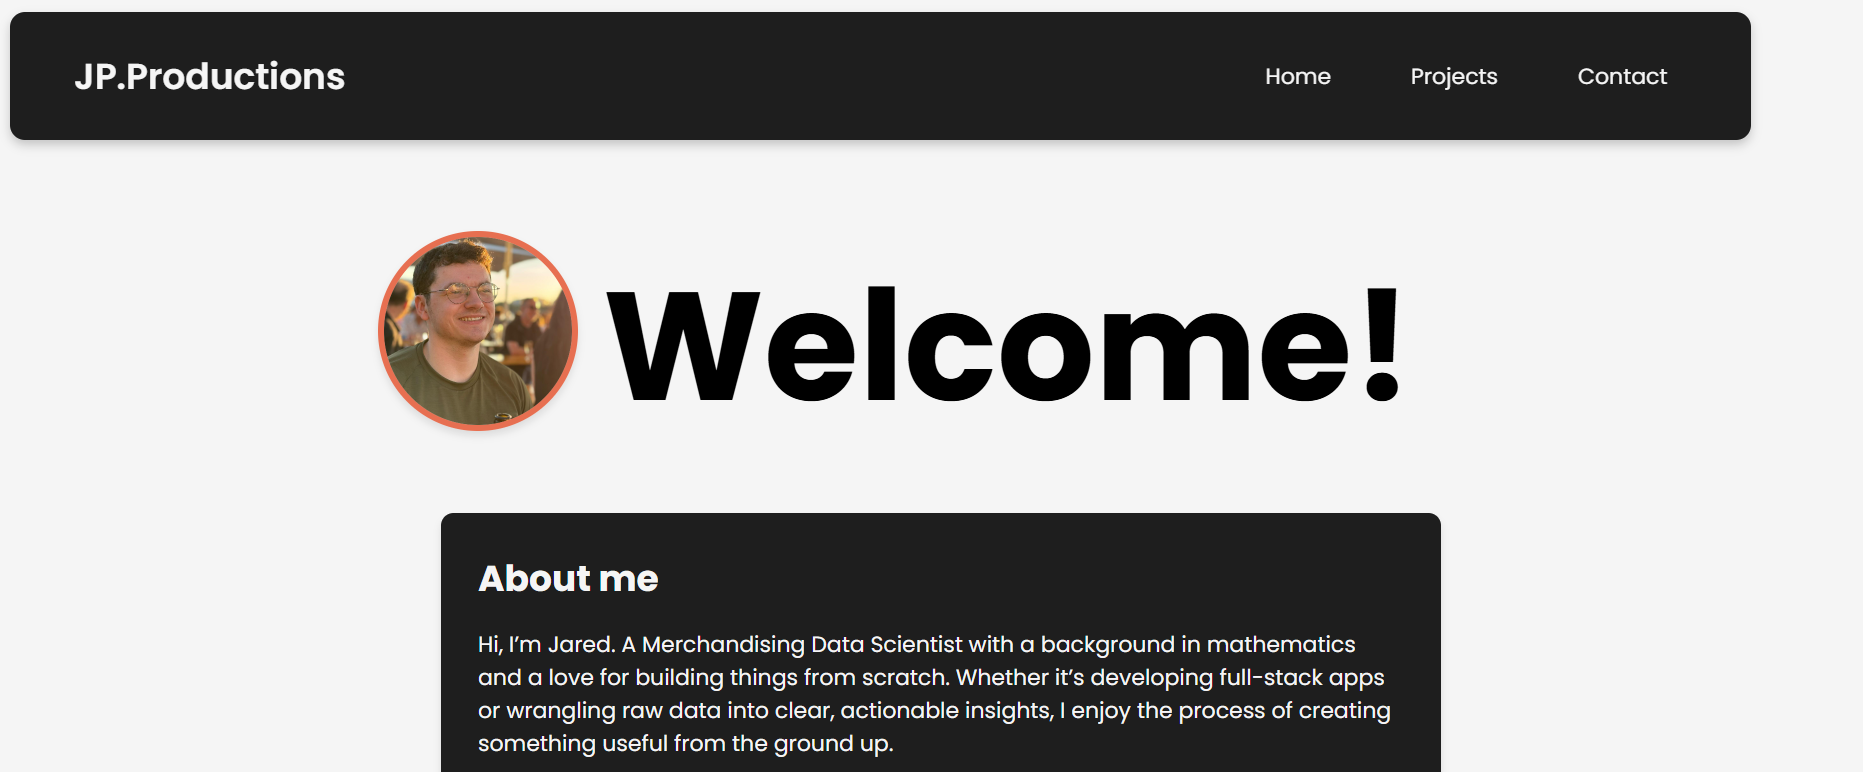 JP.Productions
Home Projects Contact
Welcome!
About me
Hi, I’m Jared. A Merchandising Data Scientist with a background in mathematics
and a love for building things from scratch. Whether it’s developing full-stack apps
or wrangling raw data into clear, actionable insights, I enjoy the process of creating
something useful from the ground up.